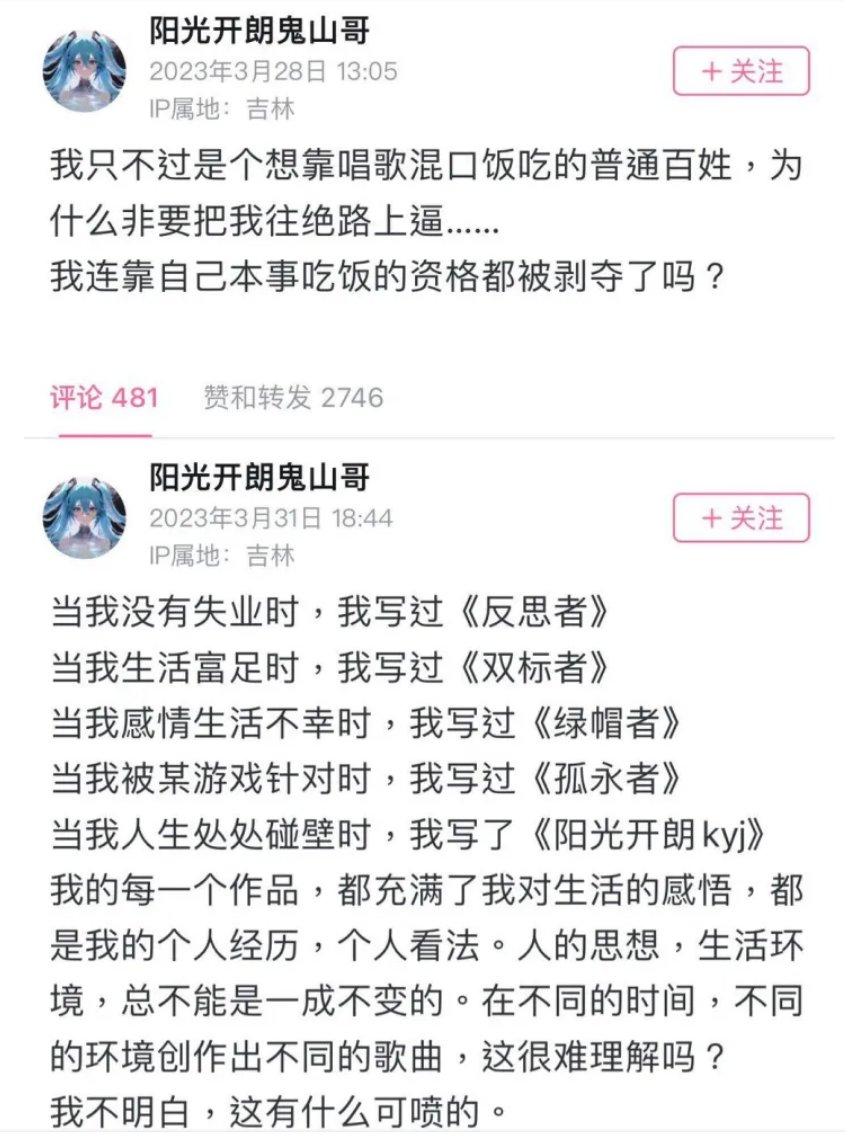 阳光开朗鬼山哥
2023年3月28日 13:05
+ 关注
IP属地：吉林
我只不过是个想靠唱歌混口饭吃的普通百姓，为
什么非要把我往绝路上逼......
我连靠自己本事吃饭的资格都被剥夺了吗？
评论 481 赞和转发 2746
阳光开朗鬼山哥
2023年3月31日 18:44
+ 关注
IP属地：吉林
当我没有失业时，我写过《反思者》
当我生活富足时，我写过《双标者》
当我感情生活不幸时，我写过《绿帽者》
当我被某游戏针对时，我写过《孤永者》
当我人生处处碰壁时，我写了《阳光开朗kyj》
我的每一个作品，都充满了我对生活的感悟，都
是我的个人经历，个人看法。人的思想，生活环
境，总不能是一成不变的。在不同的时间，不同
的环境创作出不同的歌曲，这很难理解吗？
我不明白，这有什么可喷的。